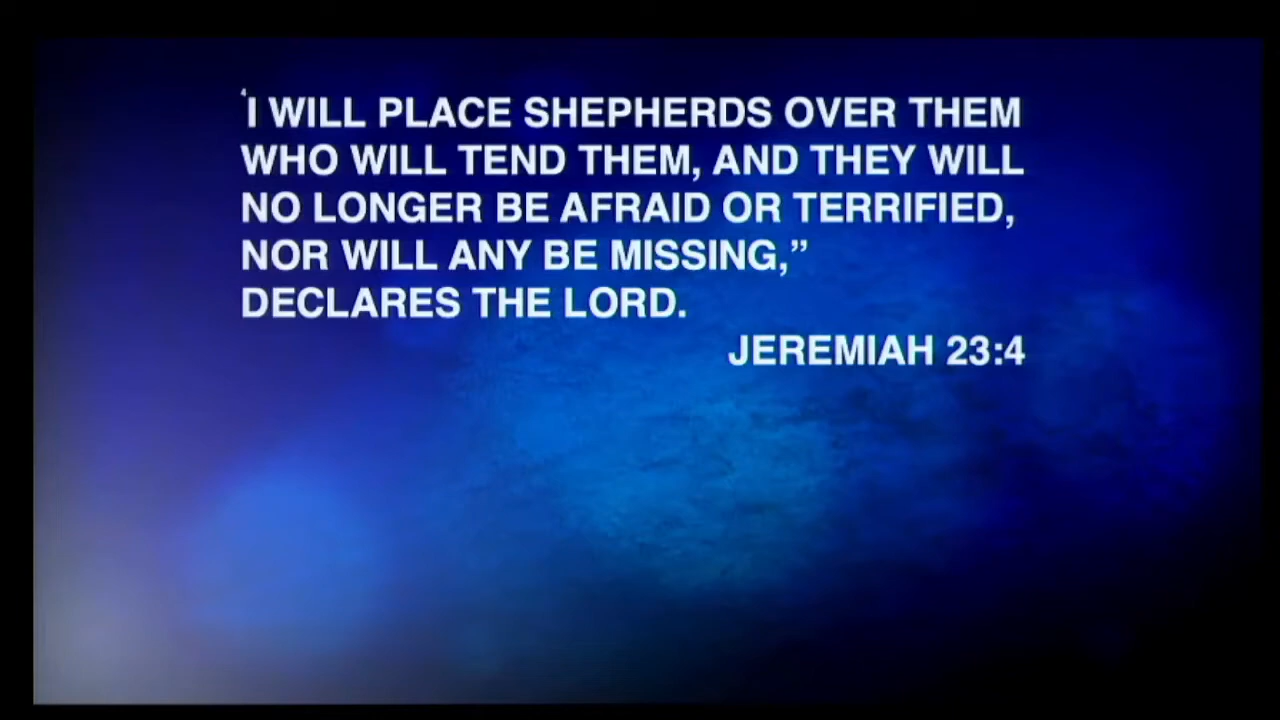 ‘I WILL PLACE SHEPHERDS OVER THEM
WHO WILL TEND THEM, AND THEY WILL
NO LONGER BE AFRAID OR TERRIFIED,
NOR WILL ANY BE MISSING,”
DECLARES THE LORD.
JEREMIAH 23:4